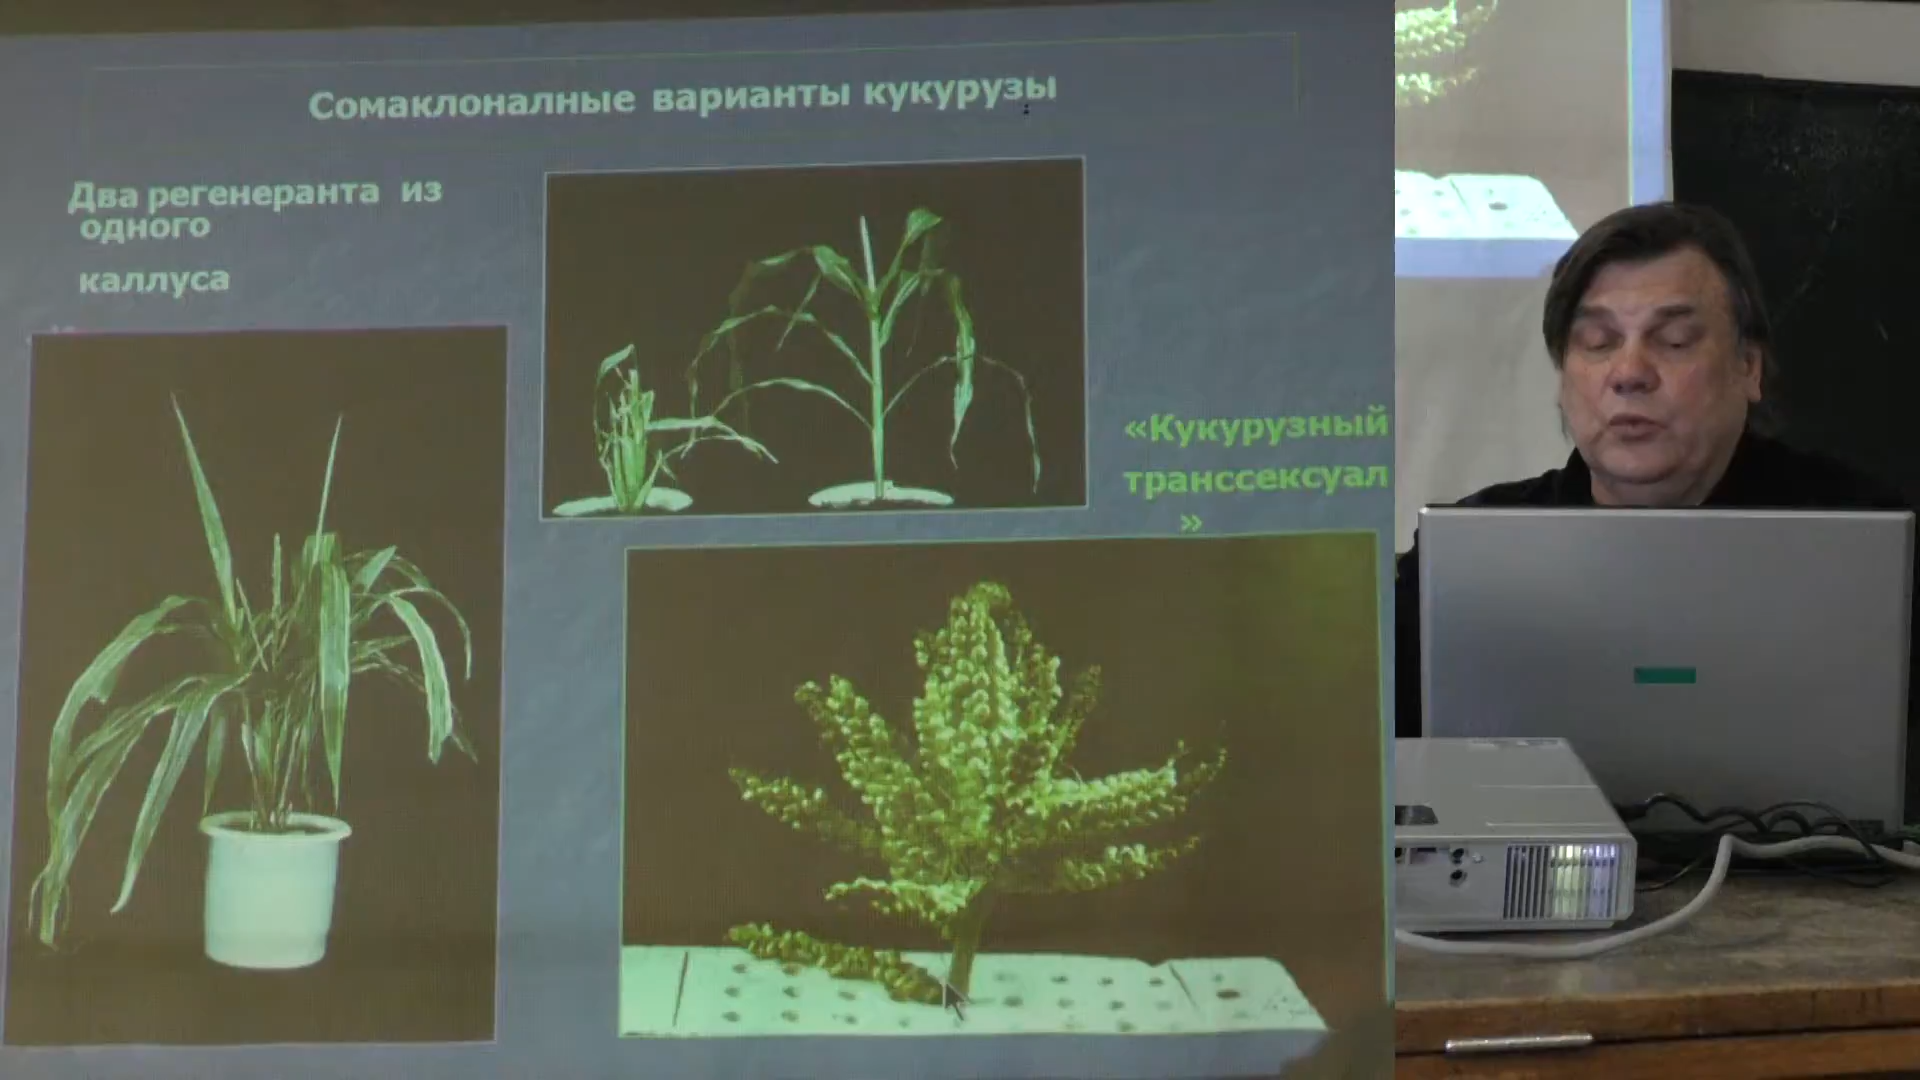 Сомаклоналные варианты кукурузы
Два регенеранта из
одного
каллуса
«Кукурузный
транссексуал
»